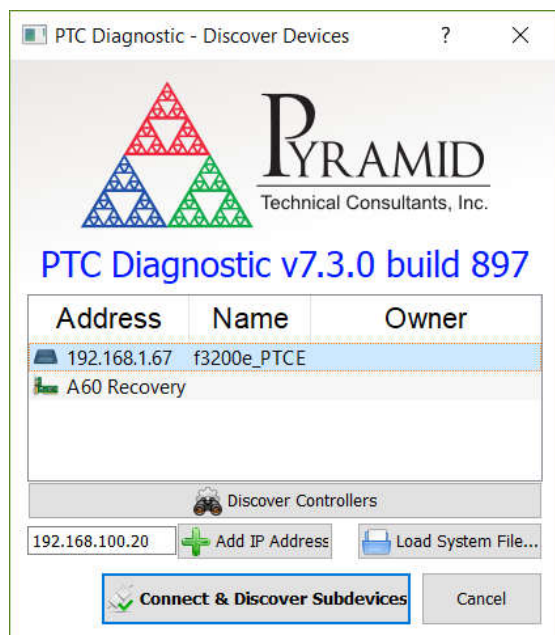 PTC Diagnostic - Discover Devices ?
PYRAMID
Technical Consultants, Inc.
PTC Diagnostic v7.3.0 build 897
Address Name Owner
192.168.1.67 f3200e_PTCE
A60 Recovery
Discover Controllers
192.168.100.20 Add IP Address Load System File...
Connect & Discover Subdevices Cancel